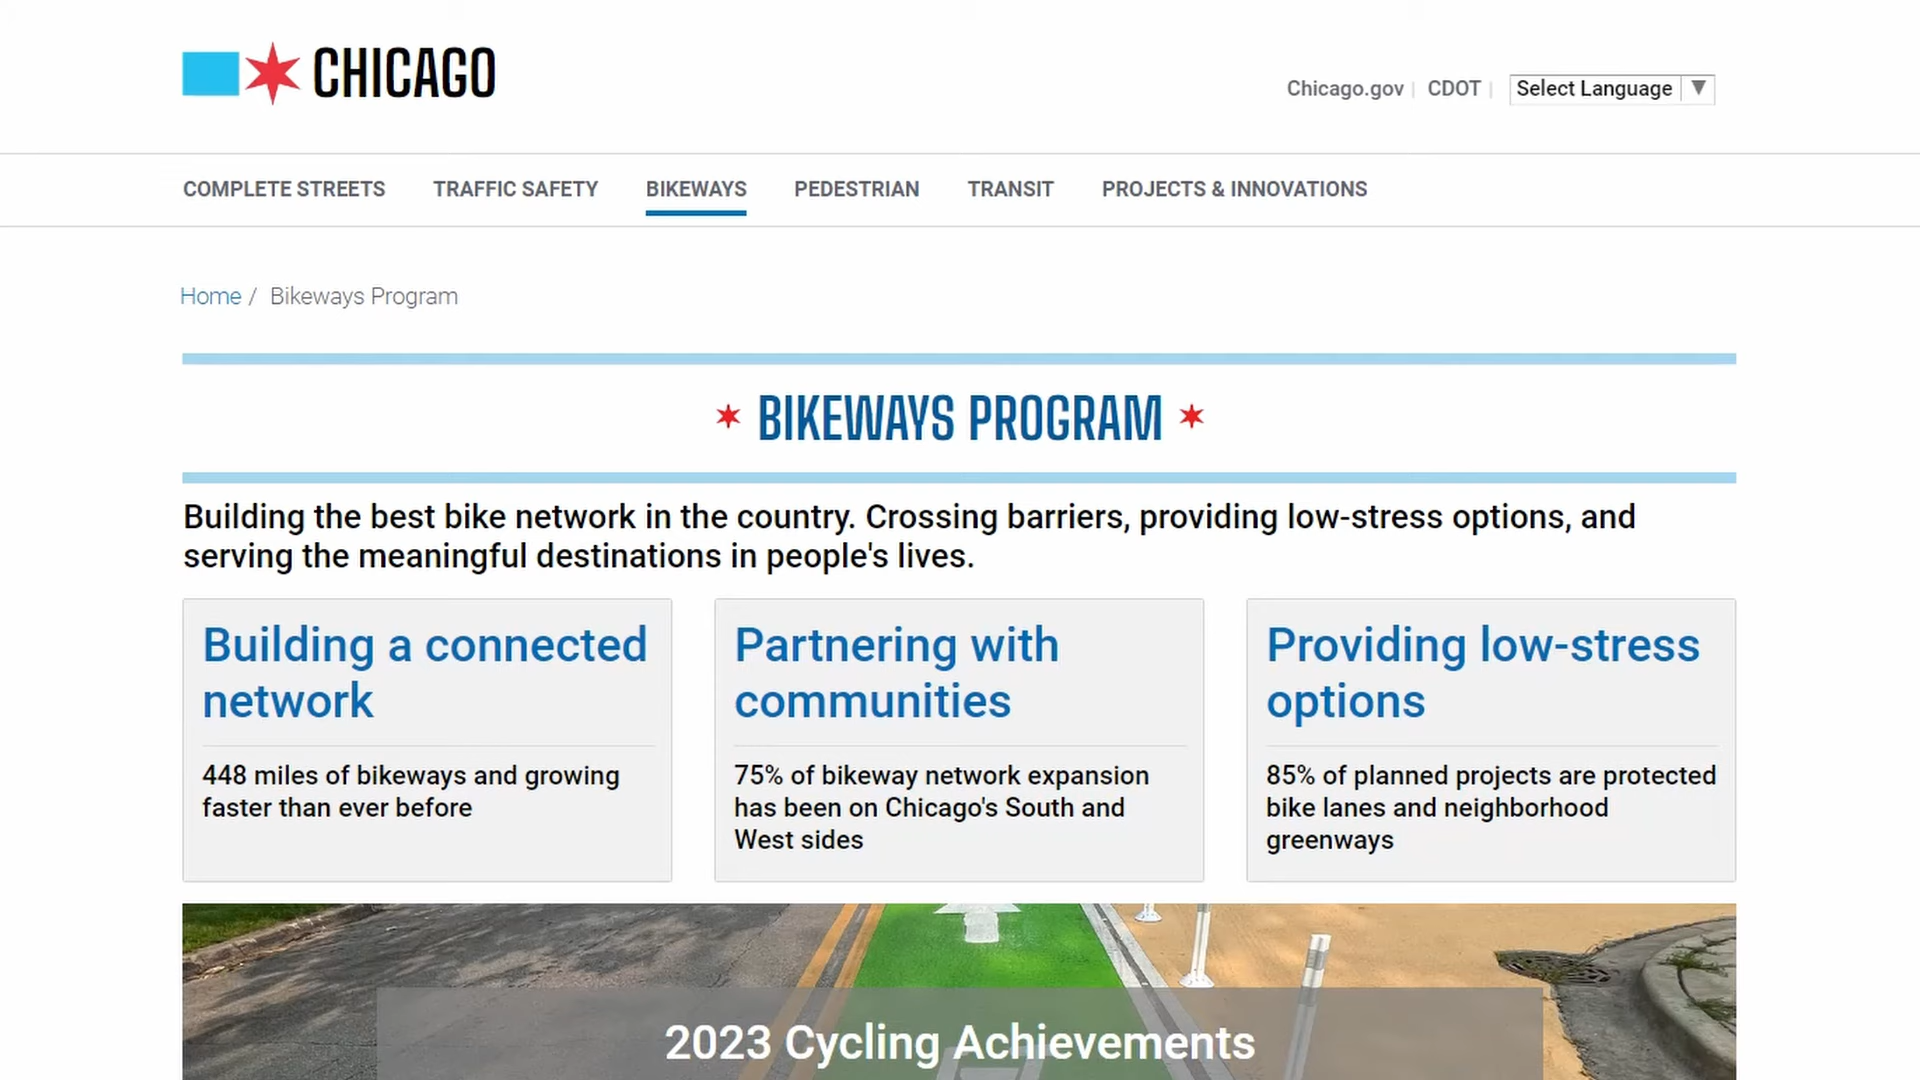 CHICAGO
Chicago.gov | CDOT | Select Language ▼
COMPLETE STREETS TRAFFIC SAFETY BIKEWAYS PEDESTRIAN TRANSIT PROJECTS & INNOVATIONS
Home / Bikeways Program
BIKEWAYS PROGRAM
Building the best bike network in the country. Crossing barriers, providing low-stress options, and
serving the meaningful destinations in people's lives.
Building a connected
network
448 miles of bikeways and growing
faster than ever before
Partnering with
communities
75% of bikeway network expansion
has been on Chicago's South and
West sides
Providing low-stress
options
85% of planned projects are protected
bike lanes and neighborhood
greenways
2023 Cycling Achievements